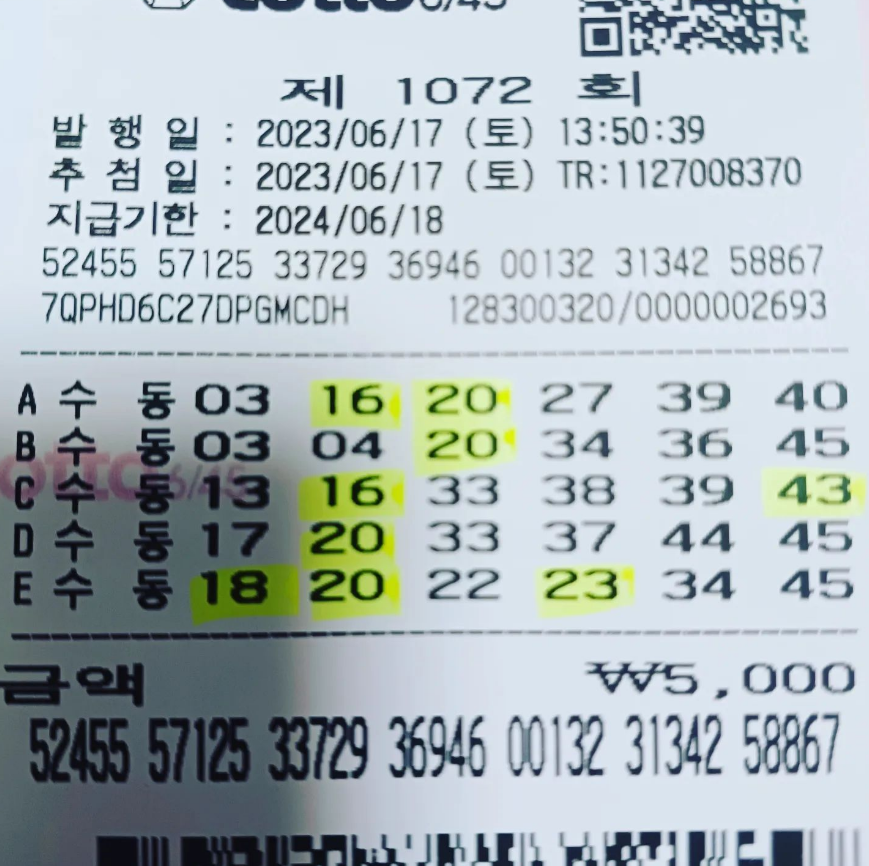 Lotto 6/45
제 1072 회
발 행 일 : 2023/06/17 (토) 13:50:39
추 첨 일 : 2023/06/17 (토) TR:1127008370
지급기한 : 2024/06/18
52455 57125 33729 36946 00132 31342 58867
7QPHD6C27DPGMCDH 128300320/0000002693
A 수 동 03 16 20 27 39 40
B 수 동 03 04 20 34 36 45
C 수 동 13 16 33 38 39 43
D 수 동 17 20 33 37 44 45
E 수 동 18 20 22 23 34 45
금액 ₩5,000
52455 57125 33729 36946 00132 31342 58867